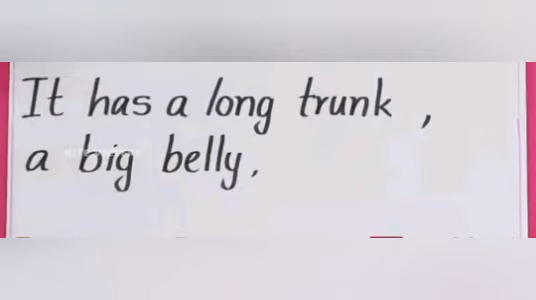 It has a long trunk ,
a big belly,